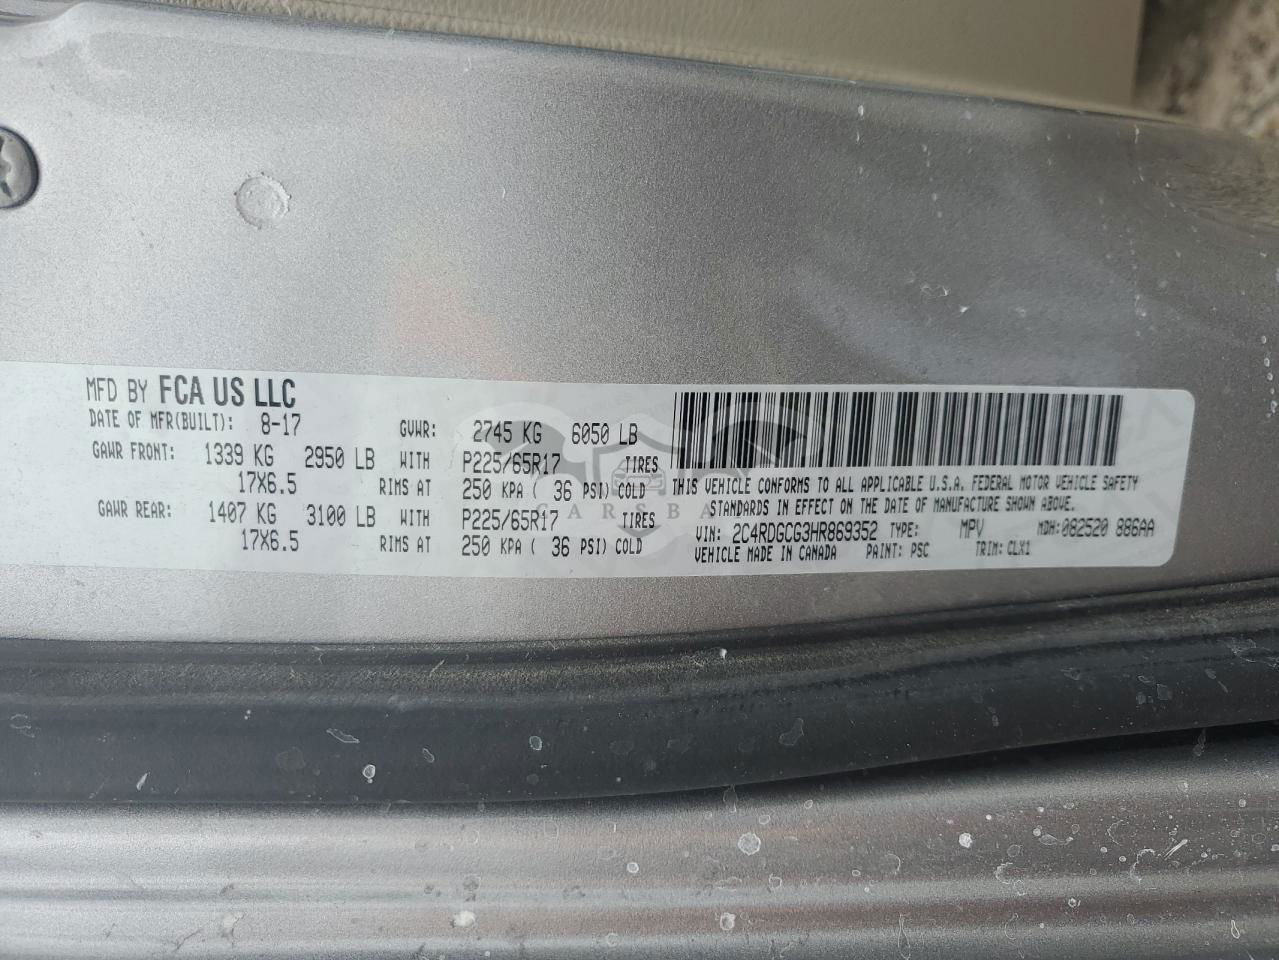 MFD BY FCA US LLC
DATE OF MFR(BUILT): 8-17 GVWR: 2745 KG 6050 LB
GAWR FRONT: 1339 KG 2950 LB WITH P225/65R17 TIRES
17X6.5 RIMS AT 250 KPA ( 36 PSI) COLD
GAWR REAR: 1407 KG 3100 LB WITH P225/65R17 TIRES
17X6.5 RIMS AT 250 KPA ( 36 PSI) COLD
THIS VEHICLE CONFORMS TO ALL APPLICABLE U.S.A. FEDERAL MOTOR VEHICLE SAFETY
STANDARDS IN EFFECT ON THE DATE OF MANUFACTURE SHOWN ABOVE.
VIN: 2C4RDGCG3HR869352 TYPE: MPV MDH: 082520 886AA
VEHICLE MADE IN CANADA PAINT: PSC TRIM: CLX1